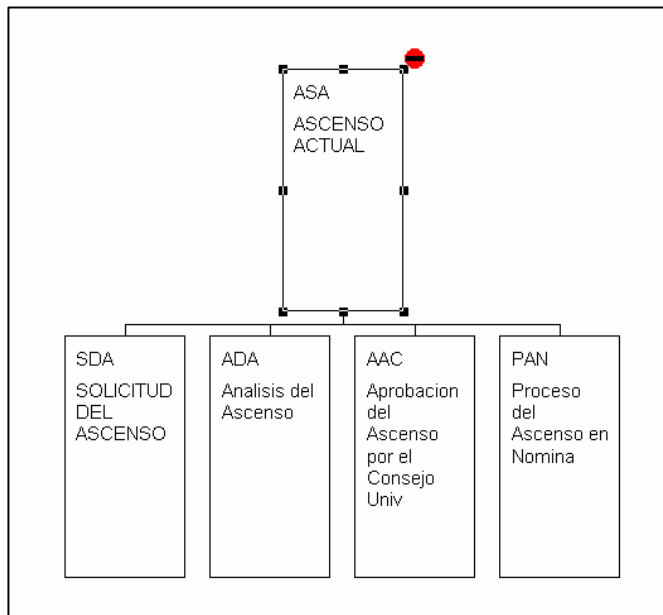 ASA
ASCENSO
ACTUAL
SDA
SOLICITUD
DEL
ASCENSO
ADA
Analisis del
Ascenso
AAC
Aprobacion
del
Ascenso
por el
Consejo
Univ
PAN
Proceso
del
Ascenso en
Nomina